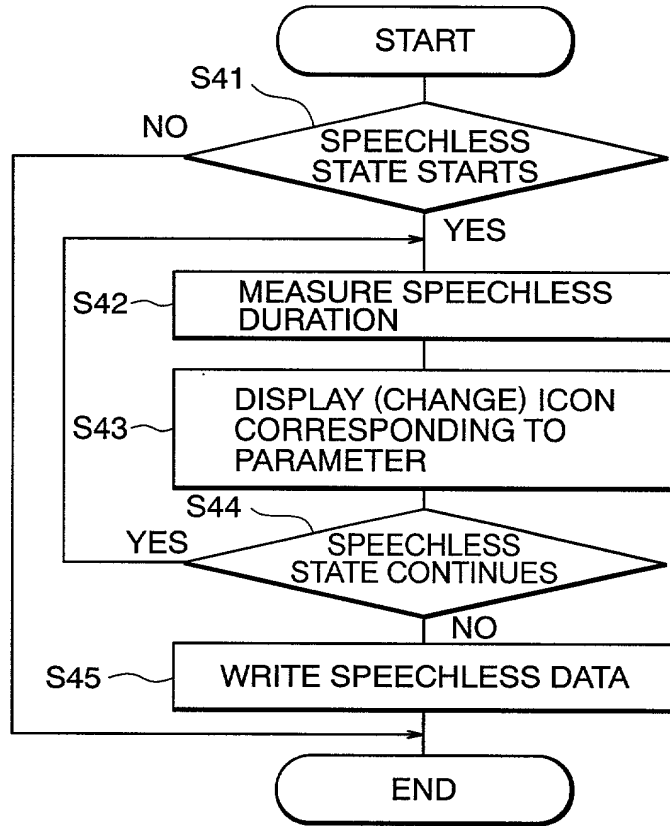 START
S41
NO
SPEECHLESS
STATE STARTS
YES
S42
MEASURE SPEECHLESS
DURATION
S43
DISPLAY (CHANGE) ICON
CORRESPONDING TO
PARAMETER
S44
YES
SPEECHLESS
STATE CONTINUES
NO
S45
WRITE SPEECHLESS DATA
END